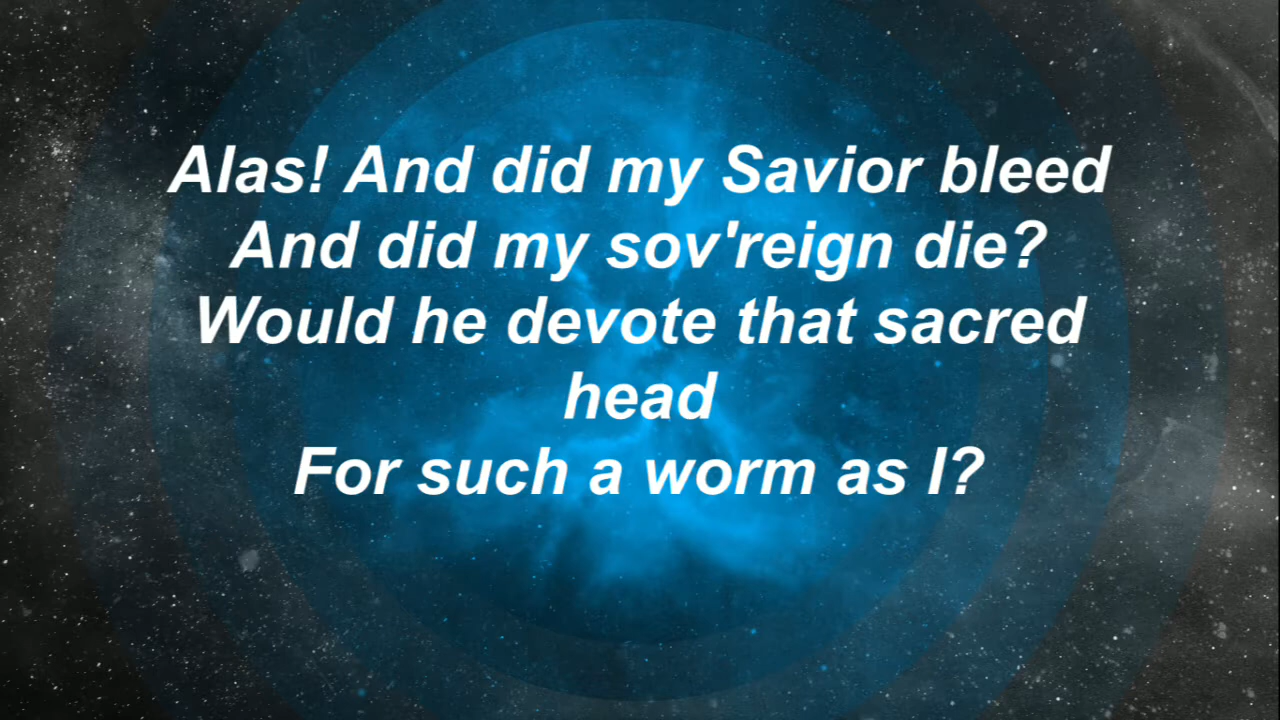 Alas! And did my Savior bleed
And did my sov'reign die?
Would he devote that sacred
head
For such a worm as I?